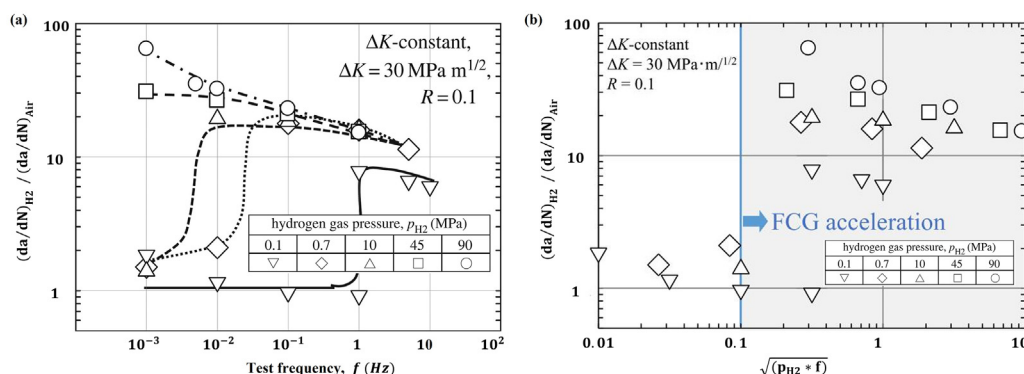 (a)
100
10
1
(da/dN)H2 / (da/dN)Air
ΔK-constant,
ΔK = 30 MPa m1/2,
R = 0.1
hydrogen gas pressure, pH2 (MPa)
0.1 0.7 10 45 90
▽ ◇ △ □ ○
10−3 10−2 10−1 1 10 102
Test frequency, f (Hz)
(b)
100
10
1
(da/dN)H2 / (da/dN)Air
ΔK-constant
ΔK = 30 MPa·m/1/2
R = 0.1
FCG acceleration
hydrogen gas pressure, pH2 (MPa)
0.1 0.7 10 45 90
▽ ◇ △ □ ○
0.01 0.1 1 10
√(pH2 * f)